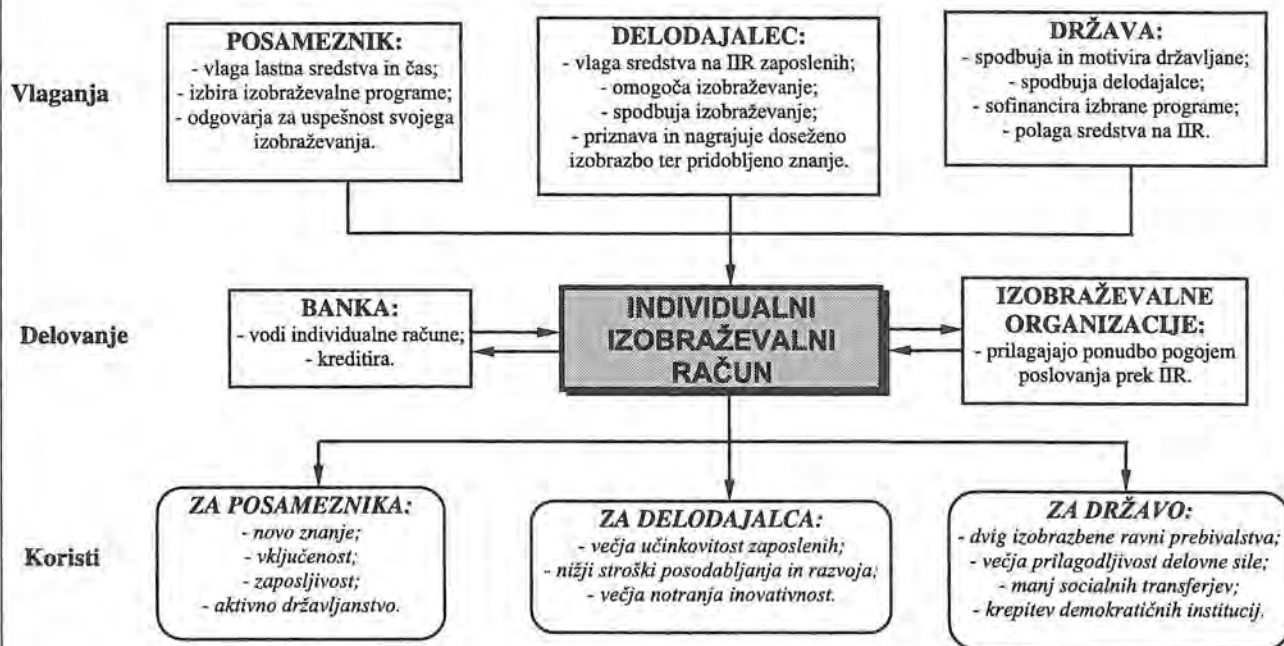 Vlaganja
POSAMEZNIK:
- vlaga lastna sredstva in čas;
- izbira izobraževalne programe;
- odgovarja za uspešnost svojega
izobraževanja.
DELODAJALEC:
- vlaga sredstva na IIR zaposlenih;
- omogoča izobraževanje;
- spodbuja izobraževanje;
- priznava in nagrajuje doseženo
izobrazbo ter pridobljeno znanje.
DRŽAVA:
- spodbuja in motivira državljane;
- spodbuja delodajalce;
- sofinancira izbrane programe;
- polaga sredstva na IIR.
Delovanje
BANKA:
- vodi individualne račune;
- kreditira.
INDIVIDUALNI
IZOBRAŽEVALNI
RAČUN
IZOBRAŽEVALNE
ORGANIZACIJE:
- prilagajajo ponudbo pogojem
poslovanja prek IIR.
Koristi
ZA POSAMEZNIKA:
- novo znanje;
- vključenost;
- zaposljivost;
- aktivno državljanstvo.
ZA DELODAJALCA:
- večja učinkovitost zaposlenih;
- nižji stroški posodabljanja in razvoja;
- večja notranja inovativnost.
ZA DRŽAVO:
- dvig izobrazbene ravni prebivalstva;
- večja prilagodljivost delovne sile;
- manj socialnih transferjev;
- krepitev demokratičnih institucij.